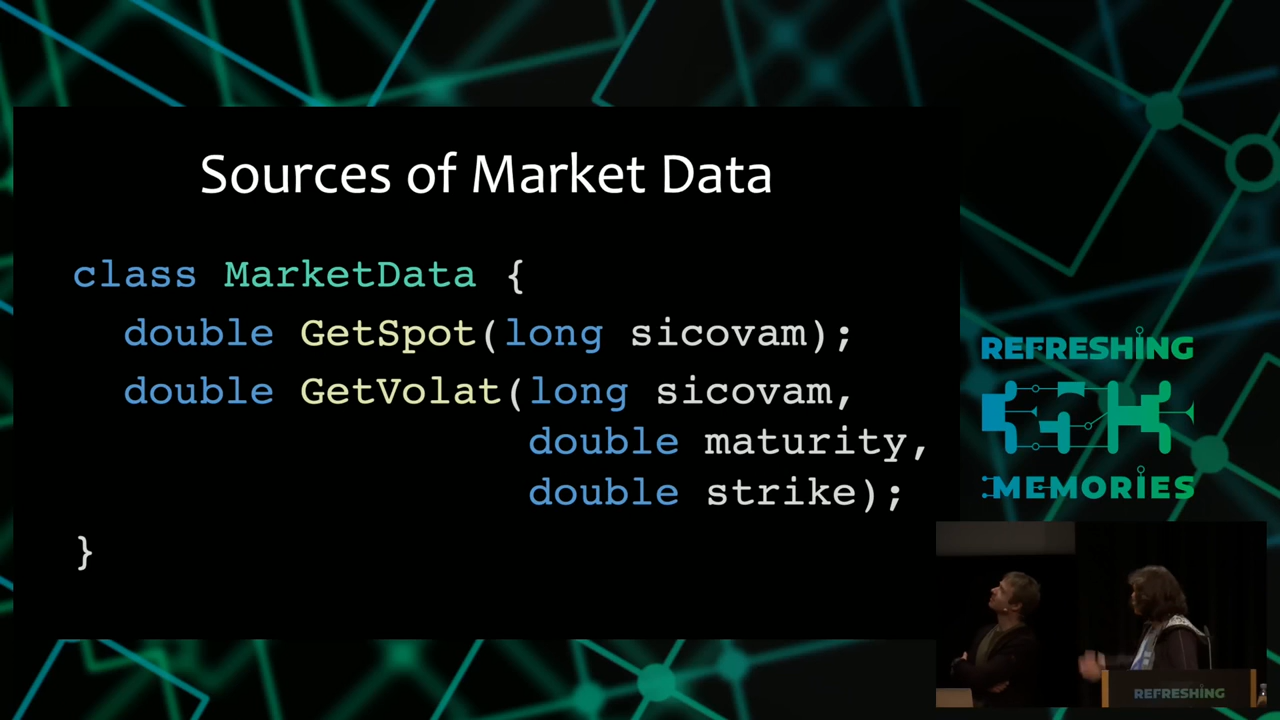 Sources of Market Data
class MarketData {
double GetSpot(long sicovam);
double GetVolat(long sicovam,
double maturity,
double strike);
}
REFRESHING
MEMORIES
REFRESHING